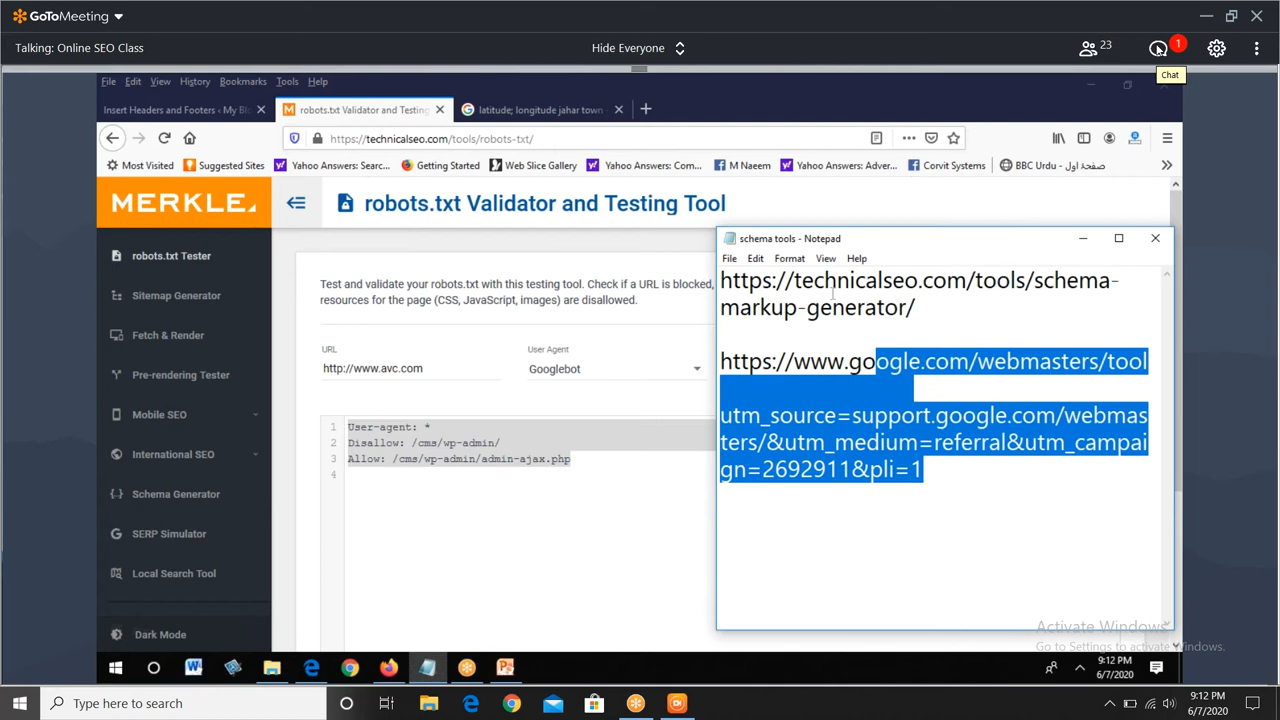 GoToMeeting
Talking: Online SEO Class
Hide Everyone
23
1
Chat
File Edit View History Bookmarks Tools Help
Insert Headers and Footers ‹ My Blo
robots.txt Validator and Testing
latitude; longitude jahar town -
https://technicalseo.com/tools/robots-txt/
Most Visited
Suggested Sites
Yahoo Answers: Searc...
Getting Started
Web Slice Gallery
Yahoo Answers: Com...
M Naeem
Yahoo Answers: Adver...
Corvit Systems
BBC Urdu - صفحۂ اول
MERKLE
robots.txt Validator and Testing Tool
robots.txt Tester
Sitemap Generator
Fetch & Render
Pre-rendering Tester
Mobile SEO
International SEO
Schema Generator
SERP Simulator
Local Search Tool
Dark Mode
Test and validate your robots.txt with this testing tool. Check if a URL is blocked,
resources for the page (CSS, JavaScript, images) are disallowed.
URL
http://www.avc.com
User Agent
Googlebot
1 User-agent: *
2 Disallow: /cms/wp-admin/
3 Allow: /cms/wp-admin/admin-ajax.php
4
schema tools - Notepad
File Edit Format View Help
https://technicalseo.com/tools/schema-
markup-generator/
https://www.google.com/webmasters/tool
utm_source=support.google.com/webmas
ters/&utm_medium=referral&utm_campai
gn=2692911&pli=1
Activate Windows
Go to Settings to activate Windows.
9:12 PM
6/7/2020
Type here to search
9:12 PM
6/7/2020